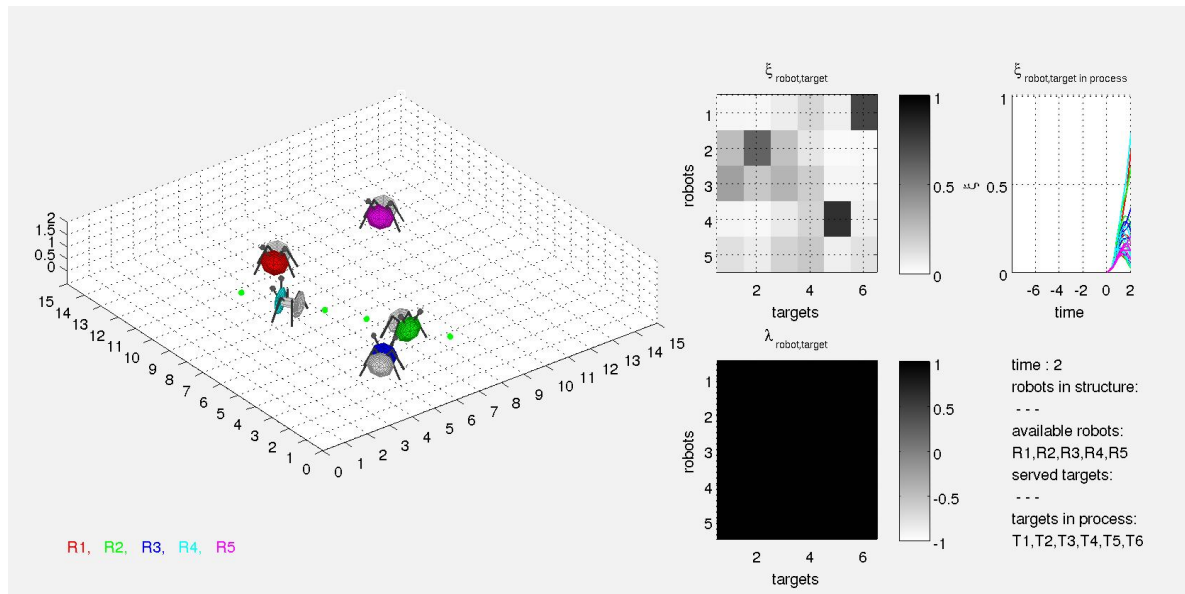 2
1.5
1
0.5
0
15
14
13
12
11
10
9
8
7
6
5
4
3
2
1
0
0
1
2
3
4
5
6
7
8
9
10
11
12
13
14
15
R1, R2, R3, R4, R5
ξ robot,target
robots
1
2
3
4
5
2 4 6
targets
1
0.5
0
ξ robot,target in process
ξ
1
0.5
0
-6 -4 -2 0 2
time
λ robot,target
robots
1
2
3
4
5
2 4 6
targets
1
0.5
0
-0.5
-1
time : 2
robots in structure:
- - -
available robots:
R1,R2,R3,R4,R5
served targets:
- - -
targets in process:
T1,T2,T3,T4,T5,T6